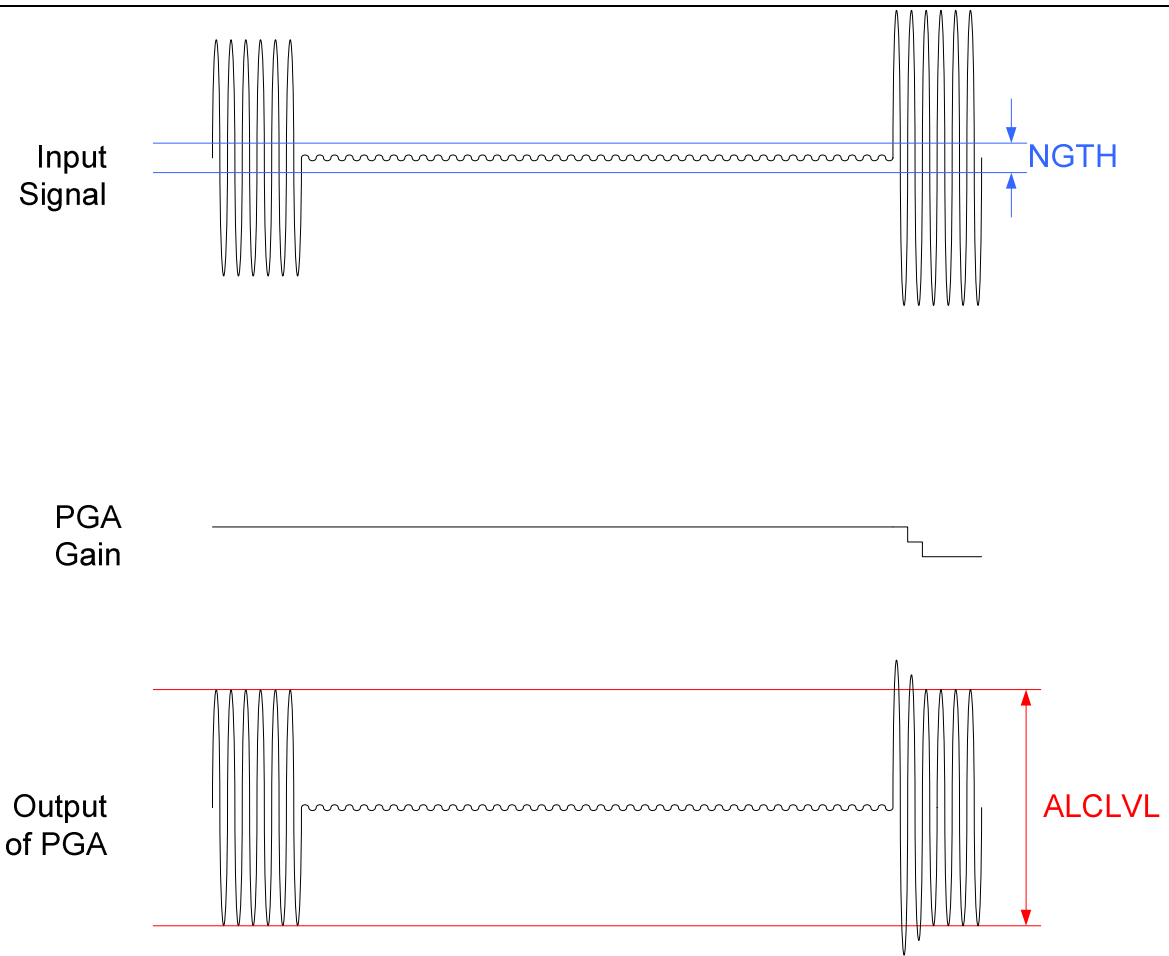 Input
Signal
NGTH
PGA
Gain
Output
of PGA
ALCLVL